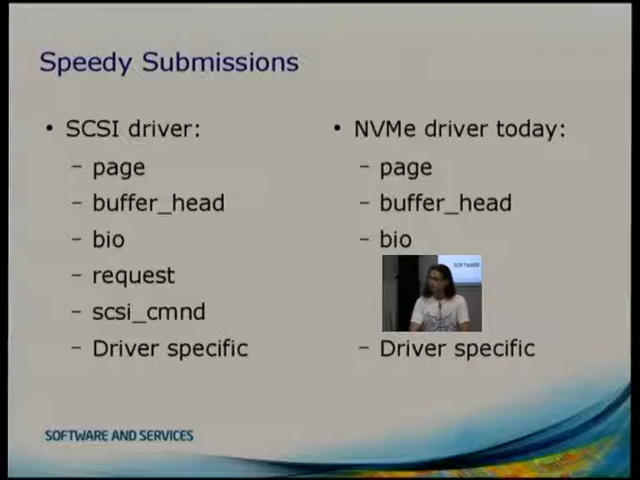 Speedy Submissions
• SCSI driver:
– page
– buffer_head
– bio
– request
– scsi_cmnd
– Driver specific
• NVMe driver today:
– page
– buffer_head
– bio
– Driver specific
SOFTWARE
SOFTWARE AND SERVICES